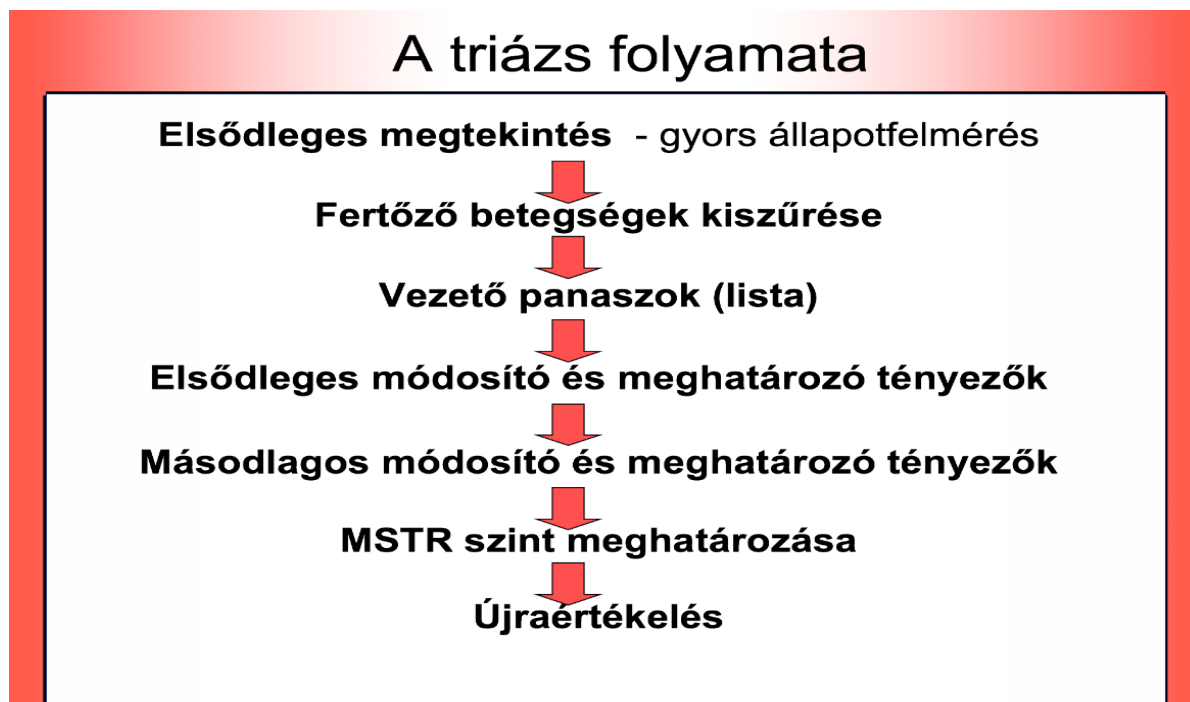 A triázs folyamata
Elsődleges megtekintés - gyors állapotfelmérés
Fertőző betegségek kiszűrése
Vezető panaszok (lista)
Elsődleges módosító és meghatározó tényezők
Másodlagos módosító és meghatározó tényezők
MSTR szint meghatározása
Újraértékelés